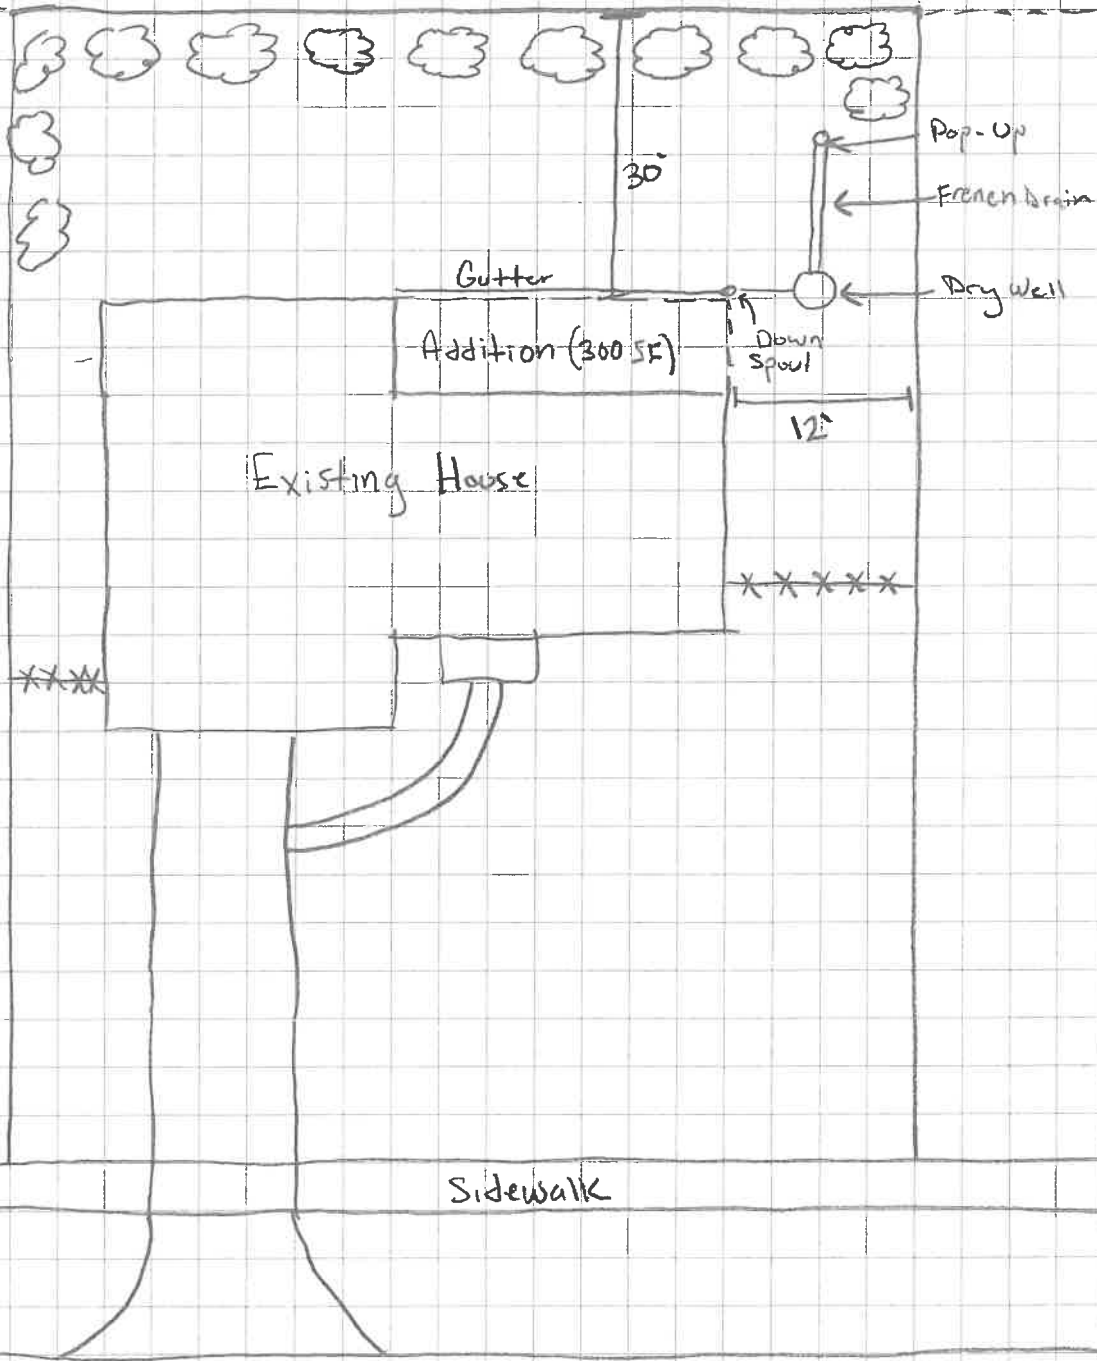 Pop-Up
30'
French Drain
Gutter
Dry Well
Addition (300 SF)
Down
Spout
12'
Existing House
Sidewalk